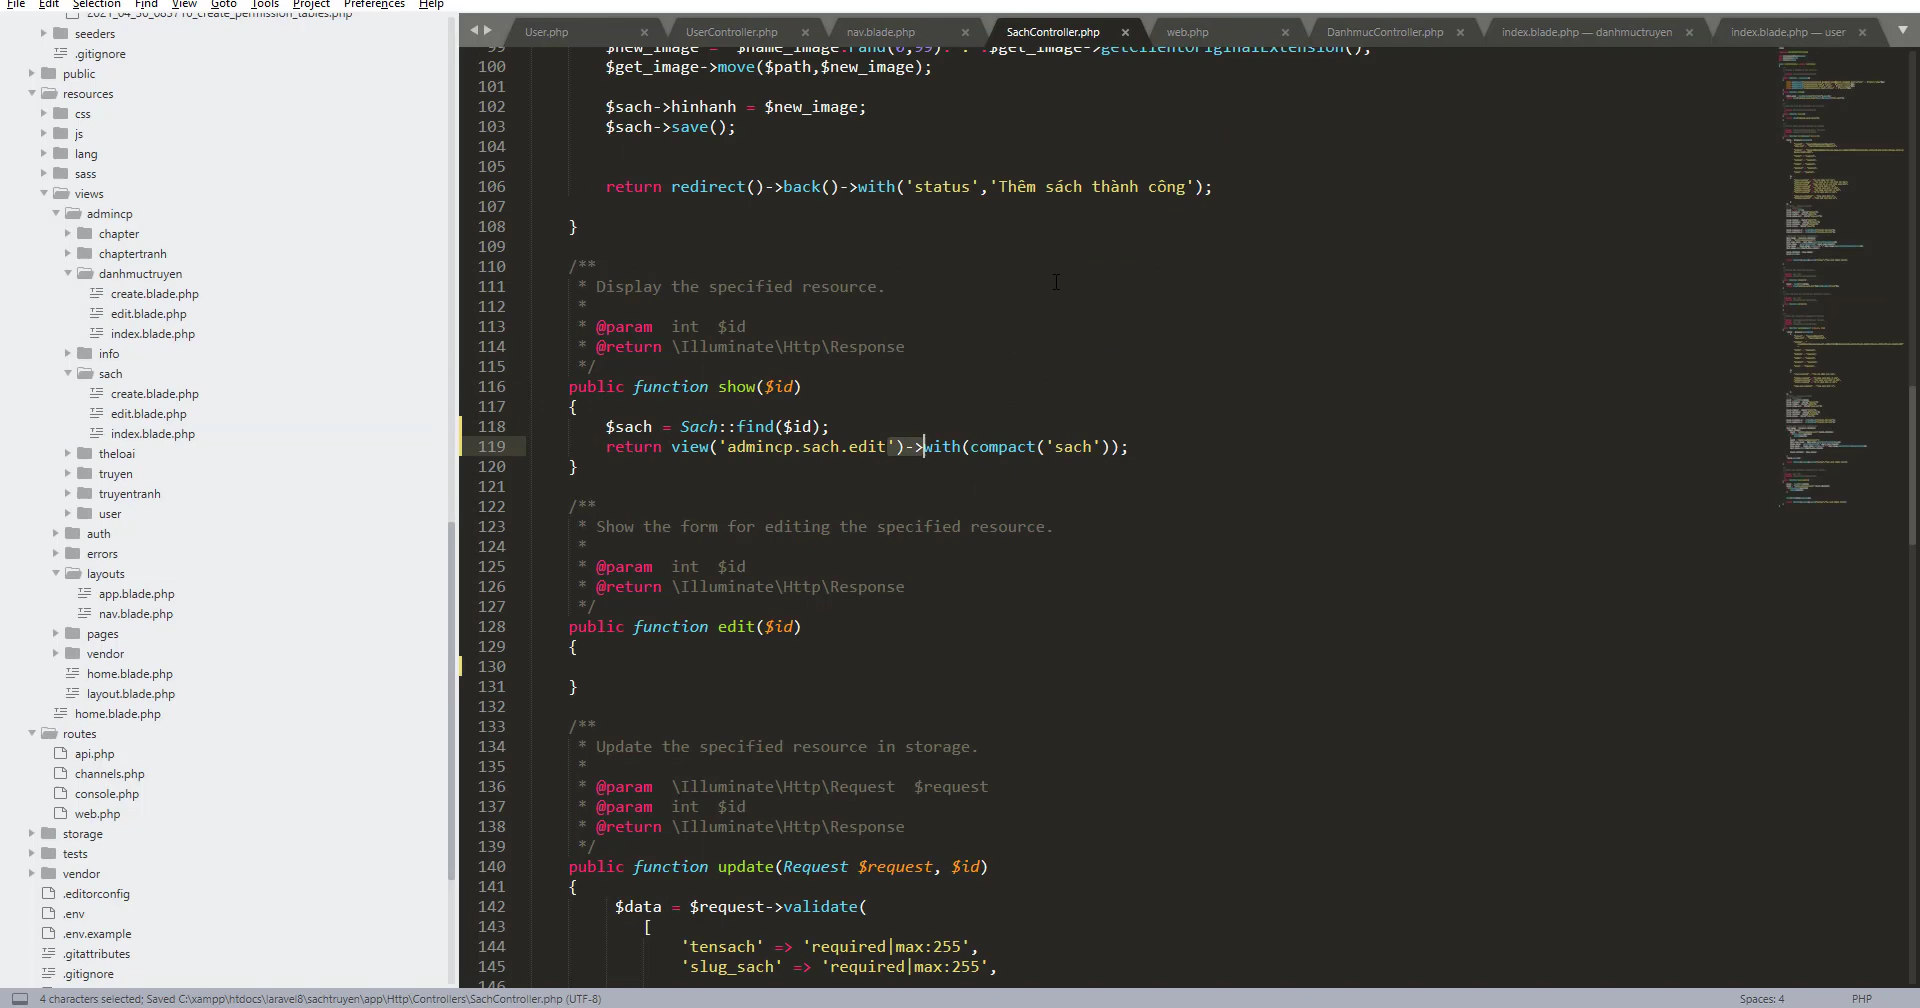 File Edit Selection Find View Goto Tools Project Preferences Help
2021_04_30_085710_create_permission_tables.php
seeders
.gitignore
public
resources
css
js
lang
sass
views
admincp
chapter
chaptertranh
danhmuctruyen
create.blade.php
edit.blade.php
index.blade.php
info
sach
create.blade.php
edit.blade.php
index.blade.php
theloai
truyen
truyentranh
user
auth
errors
layouts
app.blade.php
nav.blade.php
pages
vendor
home.blade.php
layout.blade.php
home.blade.php
routes
api.php
channels.php
console.php
web.php
storage
tests
vendor
.editorconfig
.env
.env.example
.gitattributes
.gitignore
User.php × UserController.php × nav.blade.php × SachController.php × web.php × DanhmucController.php × index.blade.php — danhmuctruyen × index.blade.php — user ×
99 $new_image = $name_image.rand(0,99).'.'.$get_image->getClientOriginalExtension();
100 $get_image->move($path,$new_image);
101
102 $sach->hinhanh = $new_image;
103 $sach->save();
104
105
106 return redirect()->back()->with('status','Thêm sách thành công');
107
108 }
109
110 /**
111 * Display the specified resource.
112 *
113 * @param int $id
114 * @return \Illuminate\Http\Response
115 */
116 public function show($id)
117 {
118 $sach = Sach::find($id);
119 return view('admincp.sach.edit')->with(compact('sach'));
120 }
121
122 /**
123 * Show the form for editing the specified resource.
124 *
125 * @param int $id
126 * @return \Illuminate\Http\Response
127 */
128 public function edit($id)
129 {
130
131 }
132
133 /**
134 * Update the specified resource in storage.
135 *
136 * @param \Illuminate\Http\Request $request
137 * @param int $id
138 * @return \Illuminate\Http\Response
139 */
140 public function update(Request $request, $id)
141 {
142 $data = $request->validate(
143 [
144 'tensach' => 'required|max:255',
145 'slug_sach' => 'required|max:255',
146
4 characters selected; Saved C:\xampp\htdocs\laravel8\sachtruyen\app\Http\Controllers\SachController.php (UTF-8)
Spaces: 4 PHP